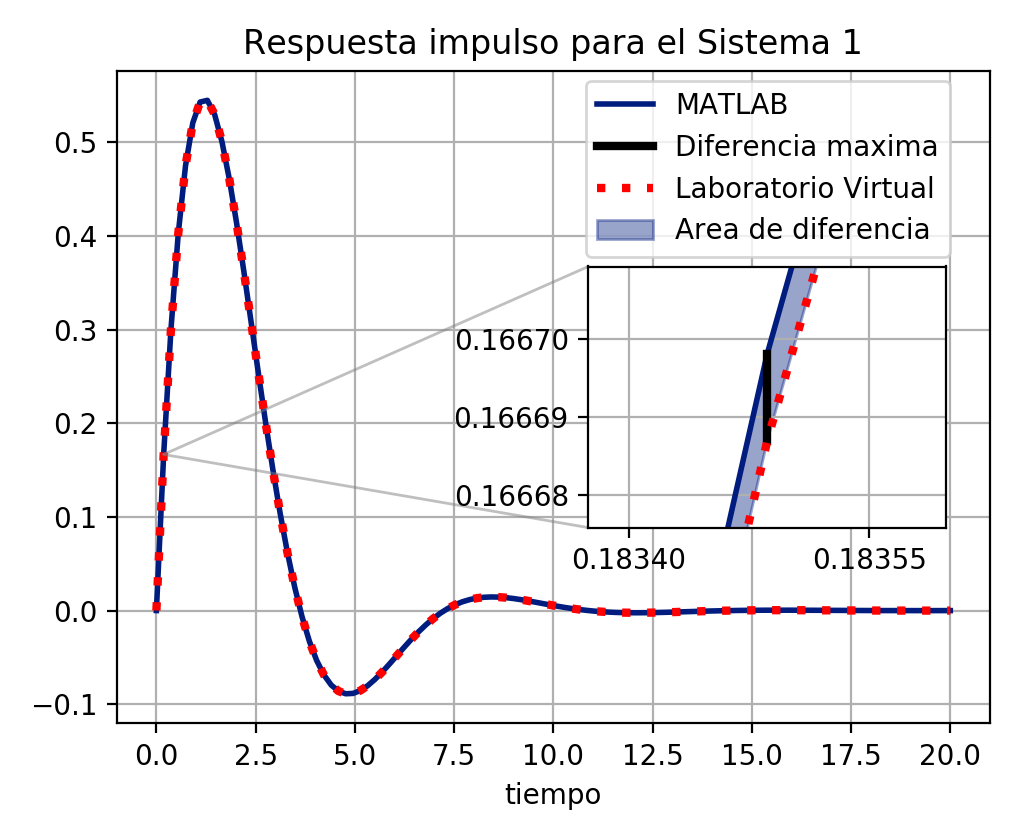 Respuesta impulso para el Sistema 1
MATLAB
Diferencia maxima
Laboratorio Virtual
Area de diferencia
0.5
0.4
0.3
0.2
0.1
0.0
−0.1
0.16670
0.16669
0.16668
0.18340 0.18355
0.0 2.5 5.0 7.5 10.0 12.5 15.0 17.5 20.0
tiempo